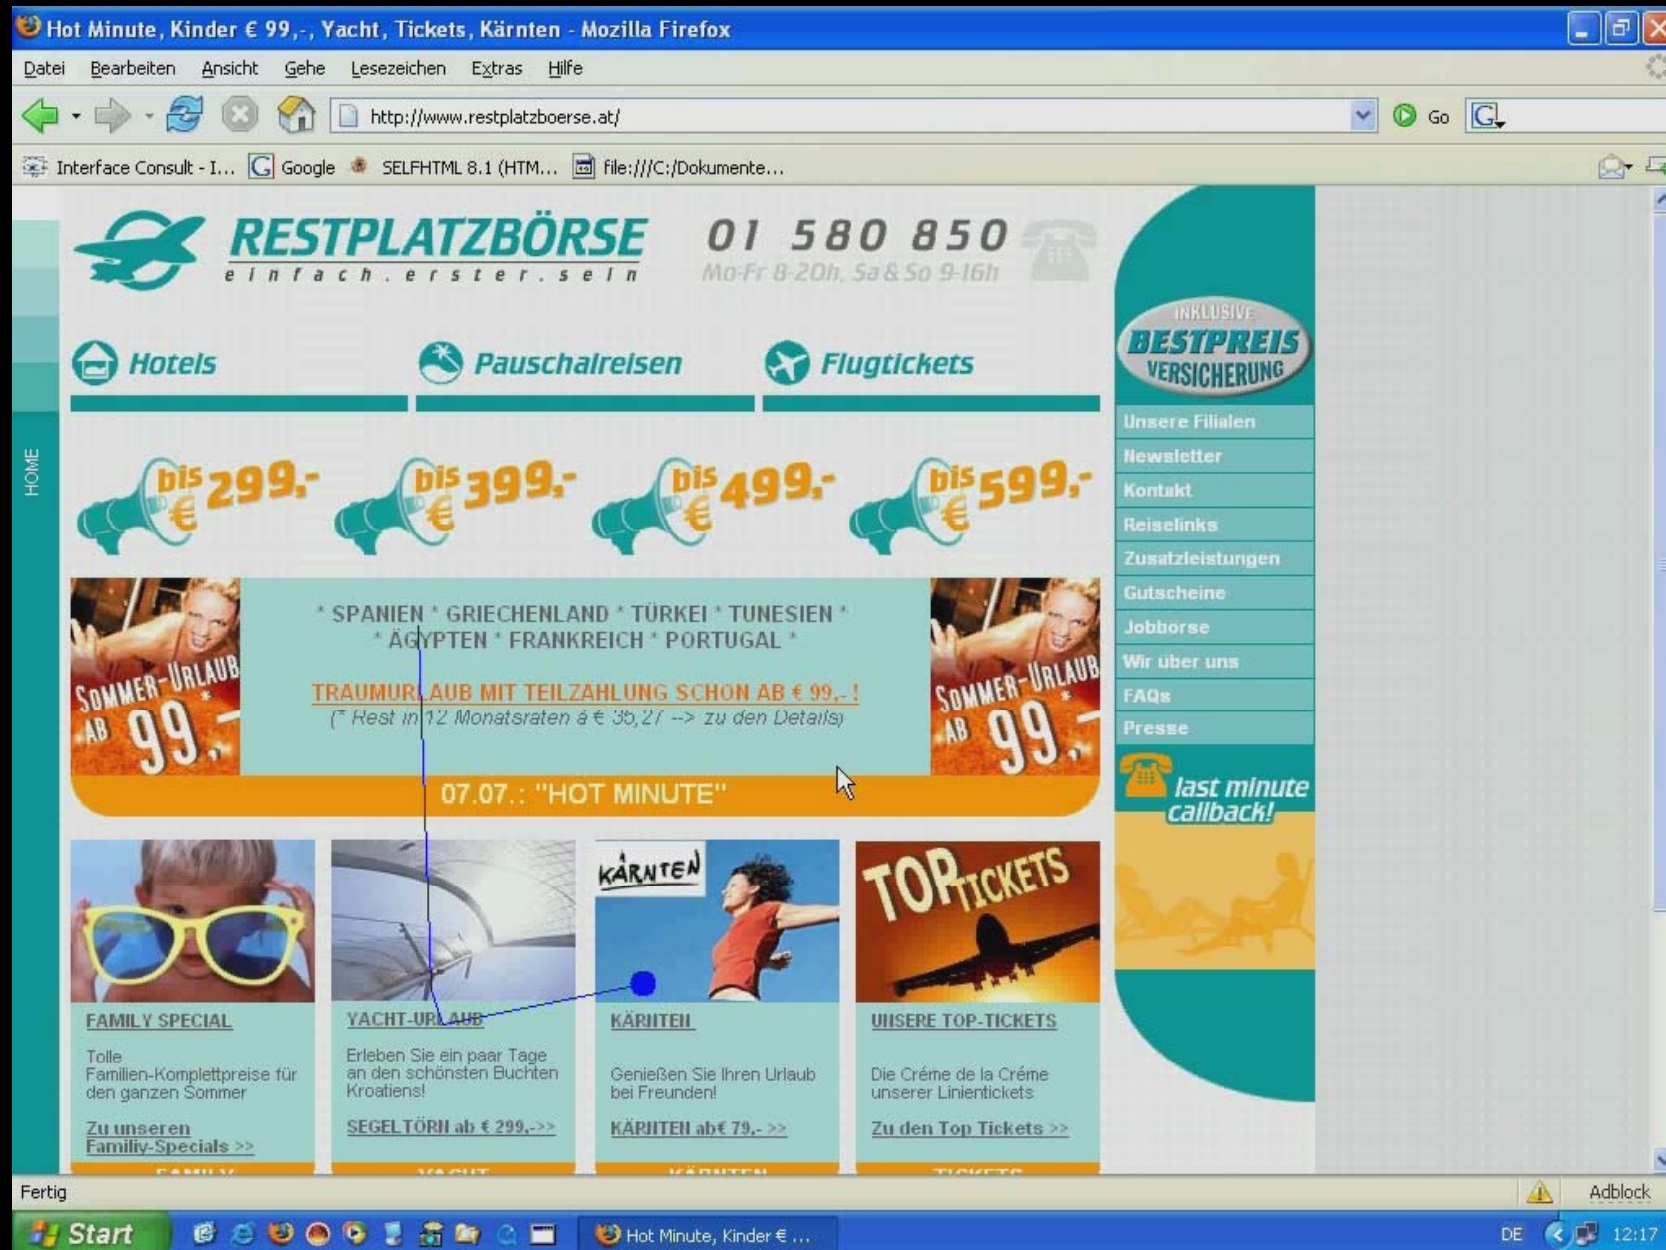 Hot Minute, Kinder € 99,-, Yacht, Tickets, Kärnten - Mozilla Firefox
Datei Bearbeiten Ansicht Gehe Lesezeichen Extras Hilfe
http://www.restplatzboerse.at/
Go
G
Interface Consult - I... G Google SELFHTML 8.1 (HTM... file:///C:/Dokumente...
RESTPLATZBÖRSE
einfach.erster.sein
01 580 850
Mo-Fr 8-20h, Sa & So 9-16h
INKLUSIVE
BESTPREIS
VERSICHERUNG
Hotels
Pauschalreisen
Flugtickets
HOME
bis € 299,-
bis € 399,-
bis € 499,-
bis € 599,-
Unsere Filialen
Newsletter
Kontakt
Reiselinks
Zusatzleistungen
Gutscheine
Jobbörse
Wir über uns
FAQs
Presse
last minute
callback!
SOMMER-URLAUB
AB 99,-*
* SPANIEN * GRIECHENLAND * TÜRKEI * TUNESIEN *
* ÄGYPTEN * FRANKREICH * PORTUGAL *
TRAUMURLAUB MIT TEILZAHLUNG SCHON AB € 99,- !
(* Rest in 12 Monatsraten á € 35,27 --> zu den Details)
SOMMER-URLAUB
AB 99,-*
07.07.: "HOT MINUTE"
FAMILY SPECIAL
Tolle
Familien-Komplettpreise für
den ganzen Sommer
Zu unseren
Familiy-Specials >>
FAMILY
YACHT-URLAUB
Erleben Sie ein paar Tage
an den schönsten Buchten
Kroatiens!
SEGELTÖRN ab € 299,->>
YACHT
KÄRNTEN
KÄRNTEN
Genießen Sie Ihren Urlaub
bei Freunden!
KÄRNTEN ab€ 79,- >>
KÄRNTEN
TOP TICKETS
UNSERE TOP-TICKETS
Die Créme de la Créme
unserer Linientickets
Zu den Top Tickets >>
TICKETS
Fertig
Adblock
Start
Hot Minute, Kinder € ...
DE
12:17